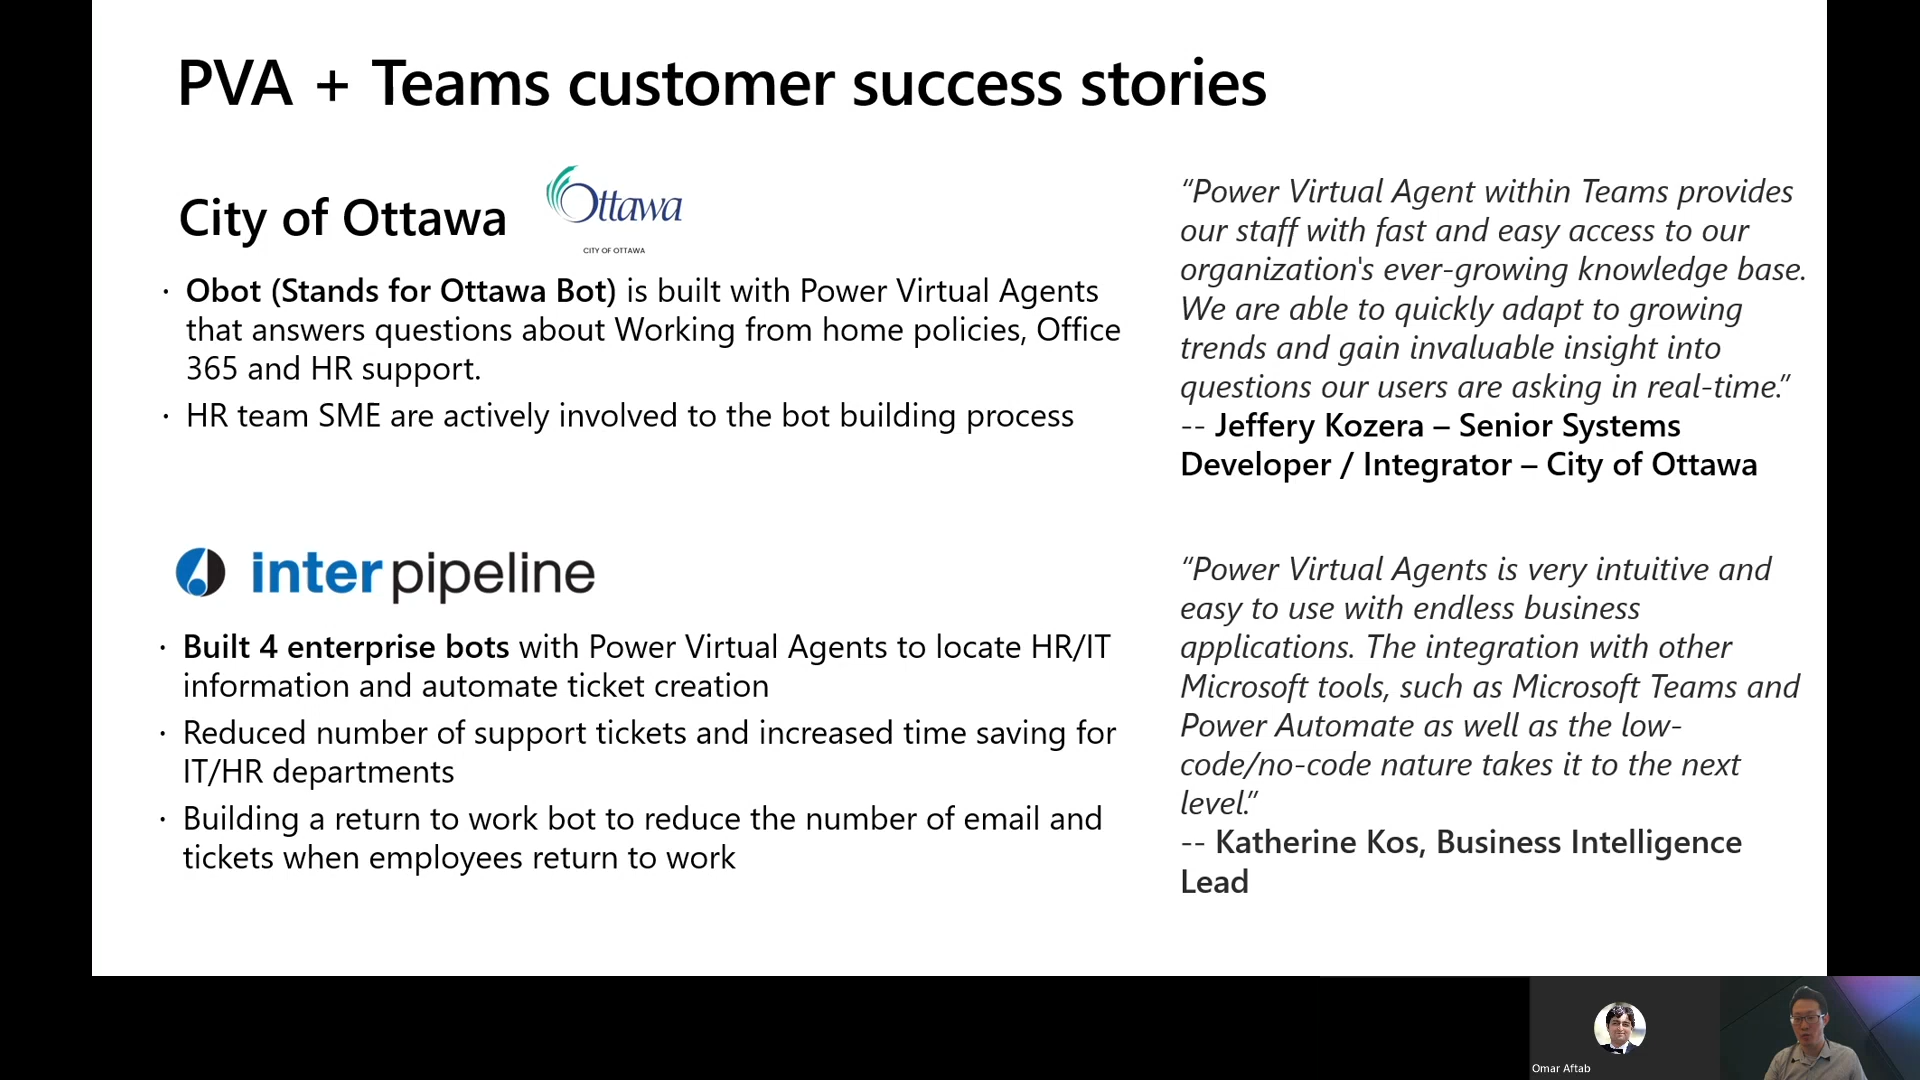 PVA + Teams customer success stories
City of Ottawa
Ottawa
CITY OF OTTAWA
· Obot (Stands for Ottawa Bot) is built with Power Virtual Agents
that answers questions about Working from home policies, Office
365 and HR support.
· HR team SME are actively involved to the bot building process
“Power Virtual Agent within Teams provides
our staff with fast and easy access to our
organization's ever-growing knowledge base.
We are able to quickly adapt to growing
trends and gain invaluable insight into
questions our users are asking in real-time.”
-- Jeffery Kozera – Senior Systems
Developer / Integrator – City of Ottawa
inter pipeline
· Built 4 enterprise bots with Power Virtual Agents to locate HR/IT
information and automate ticket creation
· Reduced number of support tickets and increased time saving for
IT/HR departments
· Building a return to work bot to reduce the number of email and
tickets when employees return to work
“Power Virtual Agents is very intuitive and
easy to use with endless business
applications. The integration with other
Microsoft tools, such as Microsoft Teams and
Power Automate as well as the low-
code/no-code nature takes it to the next
level.”
-- Katherine Kos, Business Intelligence
Lead
Omar Aftab